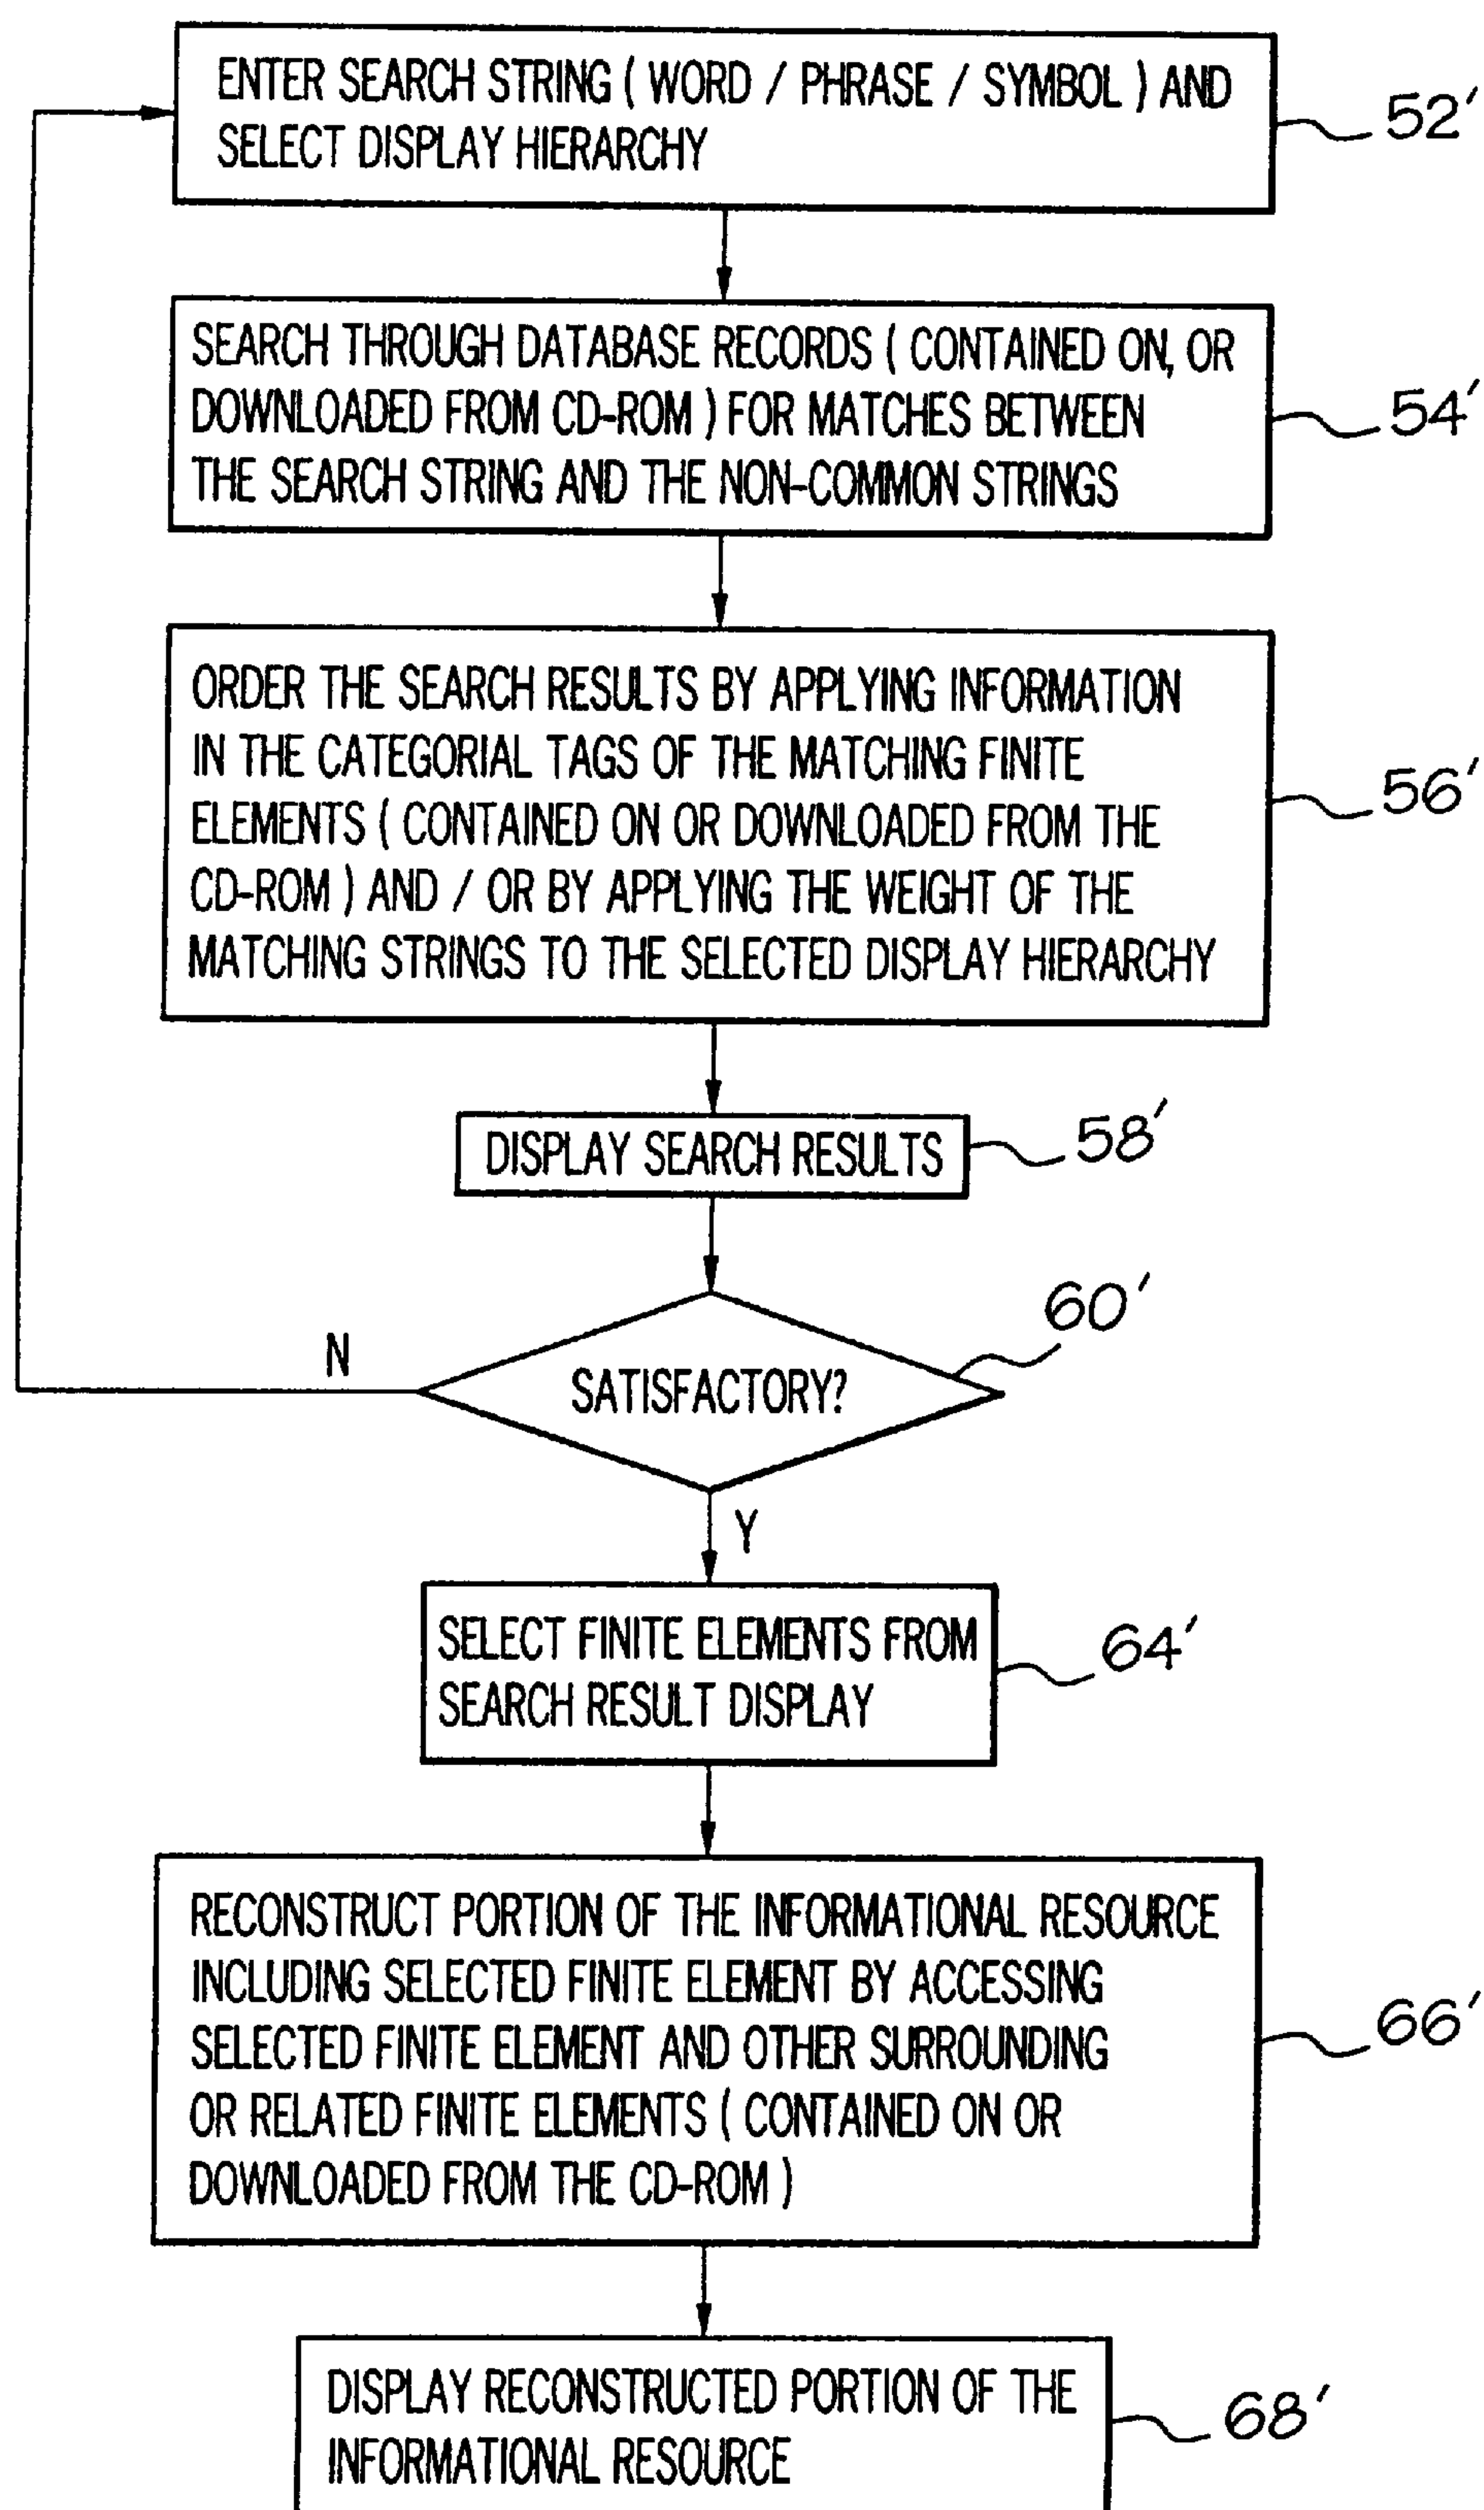 ENTER SEARCH STRING ( WORD / PHRASE / SYMBOL ) AND
SELECT DISPLAY HIERARCHY
52'
SEARCH THROUGH DATABASE RECORDS ( CONTAINED ON, OR
DOWNLOADED FROM CD-ROM ) FOR MATCHES BETWEEN
THE SEARCH STRING AND THE NON-COMMON STRINGS
54'
ORDER THE SEARCH RESULTS BY APPLYING INFORMATION
IN THE CATEGORIAL TAGS OF THE MATCHING FINITE
ELEMENTS ( CONTAINED ON OR DOWNLOADED FROM THE
CD-ROM ) AND / OR BY APPLYING THE WEIGHT OF THE
MATCHING STRINGS TO THE SELECTED DISPLAY HIERARCHY
56'
DISPLAY SEARCH RESULTS
58'
SATISFACTORY?
60'
N
Y
SELECT FINITE ELEMENTS FROM
SEARCH RESULT DISPLAY
64'
RECONSTRUCT PORTION OF THE INFORMATIONAL RESOURCE
INCLUDING SELECTED FINITE ELEMENT BY ACCESSING
SELECTED FINITE ELEMENT AND OTHER SURROUNDING
OR RELATED FINITE ELEMENTS ( CONTAINED ON OR
DOWNLOADED FROM THE CD-ROM )
66'
DISPLAY RECONSTRUCTED PORTION OF THE
INFORMATIONAL RESOURCE
68'